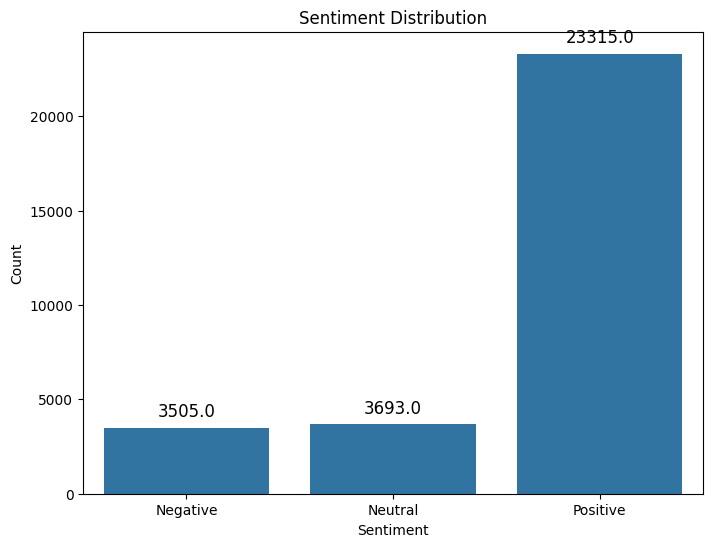 Sentiment Distribution
23315.0
20000
15000
10000
5000
0
Count
3505.0
3693.0
Negative
Neutral
Positive
Sentiment